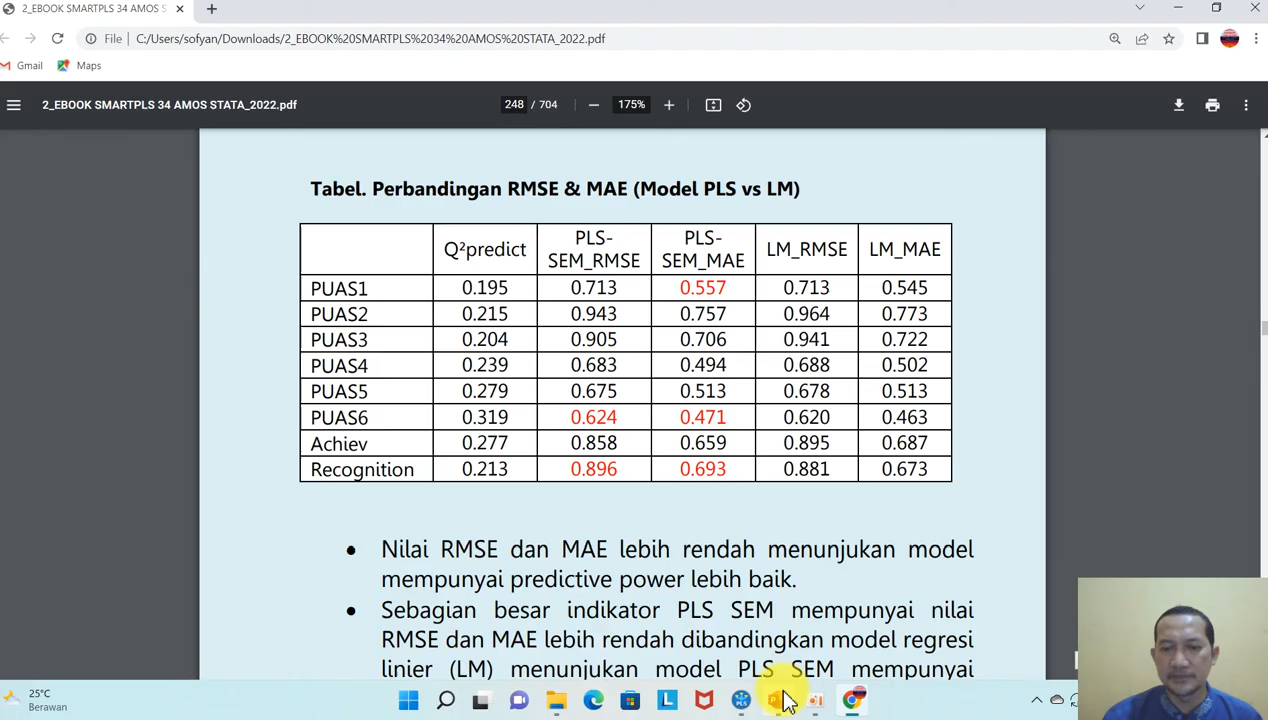 2_EBOOK SMARTPLS 34 AMOS STATA_2022.pdf
File C:/Users/sofyan/Downloads/2_EBOOK%20SMARTPLS%2034%20AMOS%20STATA_2022.pdf
Gmail Maps
2_EBOOK SMARTPLS 34 AMOS STATA_2022.pdf 248 / 704 175%
Tabel. Perbandingan RMSE & MAE (Model PLS vs LM)
Q²predict PLS-SEM_RMSE PLS-SEM_MAE LM_RMSE LM_MAE
PUAS1 0.195 0.713 0.557 0.713 0.545
PUAS2 0.215 0.943 0.757 0.964 0.773
PUAS3 0.204 0.905 0.706 0.941 0.722
PUAS4 0.239 0.683 0.494 0.688 0.502
PUAS5 0.279 0.675 0.513 0.678 0.513
PUAS6 0.319 0.624 0.471 0.620 0.463
Achiev 0.277 0.858 0.659 0.895 0.687
Recognition 0.213 0.896 0.693 0.881 0.673
• Nilai RMSE dan MAE lebih rendah menunjukan model
mempunyai predictive power lebih baik.
• Sebagian besar indikator PLS SEM mempunyai nilai
RMSE dan MAE lebih rendah dibandingkan model regresi
linier (LM) menunjukan model PLS SEM mempunyai
25°C
Berawan
L
PLS